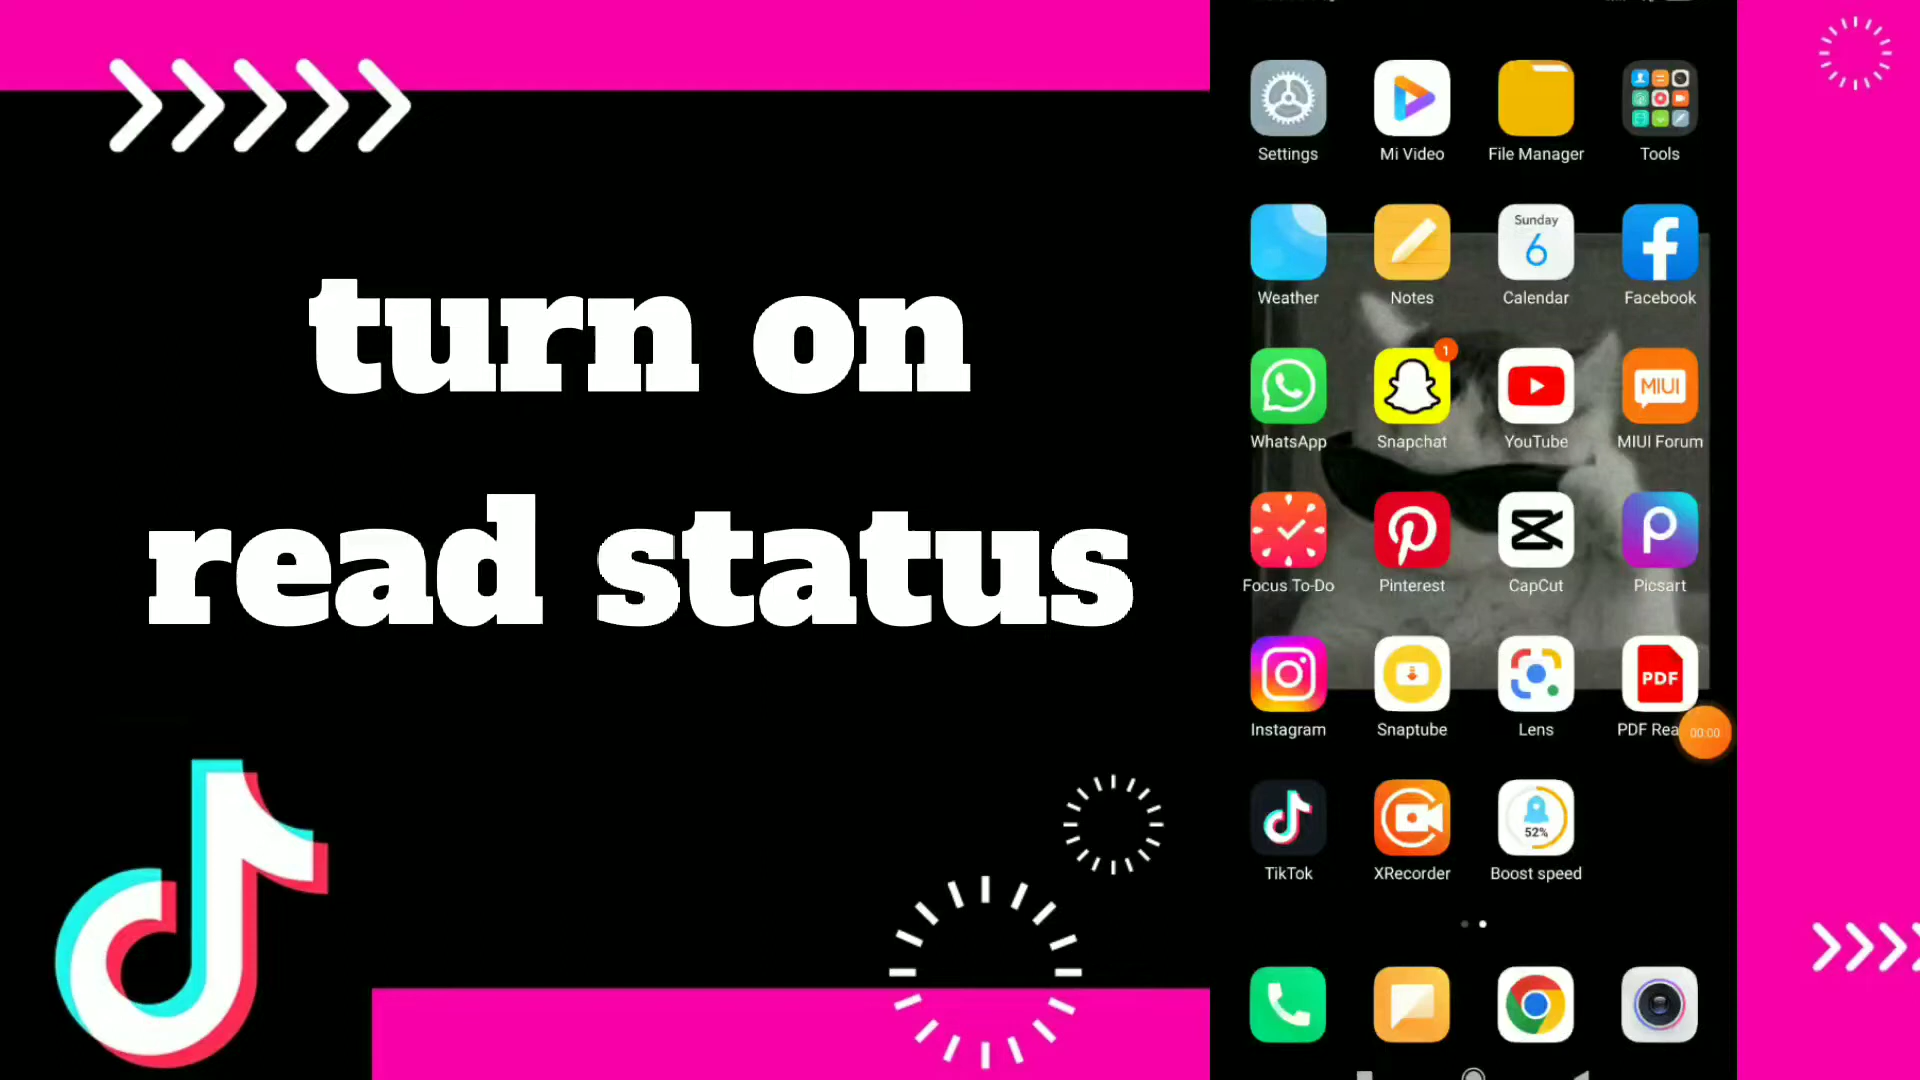 turn on
read status
Settings
Mi Video
File Manager
Tools
Sunday
6
Weather
Notes
Calendar
Facebook
1
MIUI
WhatsApp
Snapchat
YouTube
MIUI Forum
Focus To-Do
Pinterest
CapCut
Picsart
PDF
Instagram
Snaptube
Lens
PDF Rea
00:00
52%
TikTok
XRecorder
Boost speed